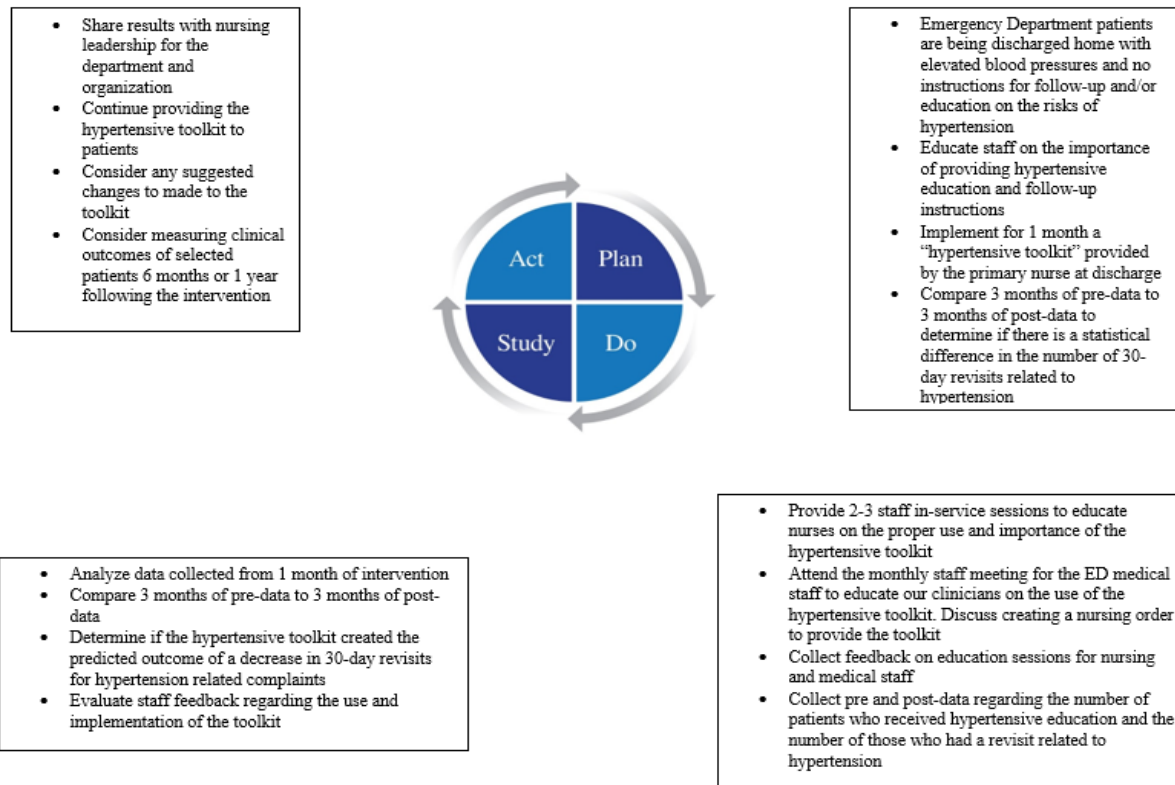 • Share results with nursing
leadership for the
department and
organization
• Continue providing the
hypertensive toolkit to
patients
• Consider any suggested
changes to made to the
toolkit
• Consider measuring clinical
outcomes of selected
patients 6 months or 1 year
following the intervention
• Emergency Department patients
are being discharged home with
elevated blood pressures and no
instructions for follow-up and/or
education on the risks of
hypertension
• Educate staff on the importance
of providing hypertensive
education and follow-up
instructions
• Implement for 1 month a
“hypertensive toolkit” provided
by the primary nurse at discharge
• Compare 3 months of pre-data to
3 months of post-data to
determine if there is a statistical
difference in the number of 30-
day revisits related to
hypertension
Act
Plan
Study
Do
• Analyze data collected from 1 month of intervention
• Compare 3 months of pre-data to 3 months of post-
data
• Determine if the hypertensive toolkit created the
predicted outcome of a decrease in 30-day revisits
for hypertension related complaints
• Evaluate staff feedback regarding the use and
implementation of the toolkit
• Provide 2-3 staff in-service sessions to educate
nurses on the proper use and importance of the
hypertensive toolkit
• Attend the monthly staff meeting for the ED medical
staff to educate our clinicians on the use of the
hypertensive toolkit. Discuss creating a nursing order
to provide the toolkit
• Collect feedback on education sessions for nursing
and medical staff
• Collect pre and post-data regarding the number of
patients who received hypertensive education and the
number of those who had a revisit related to
hypertension